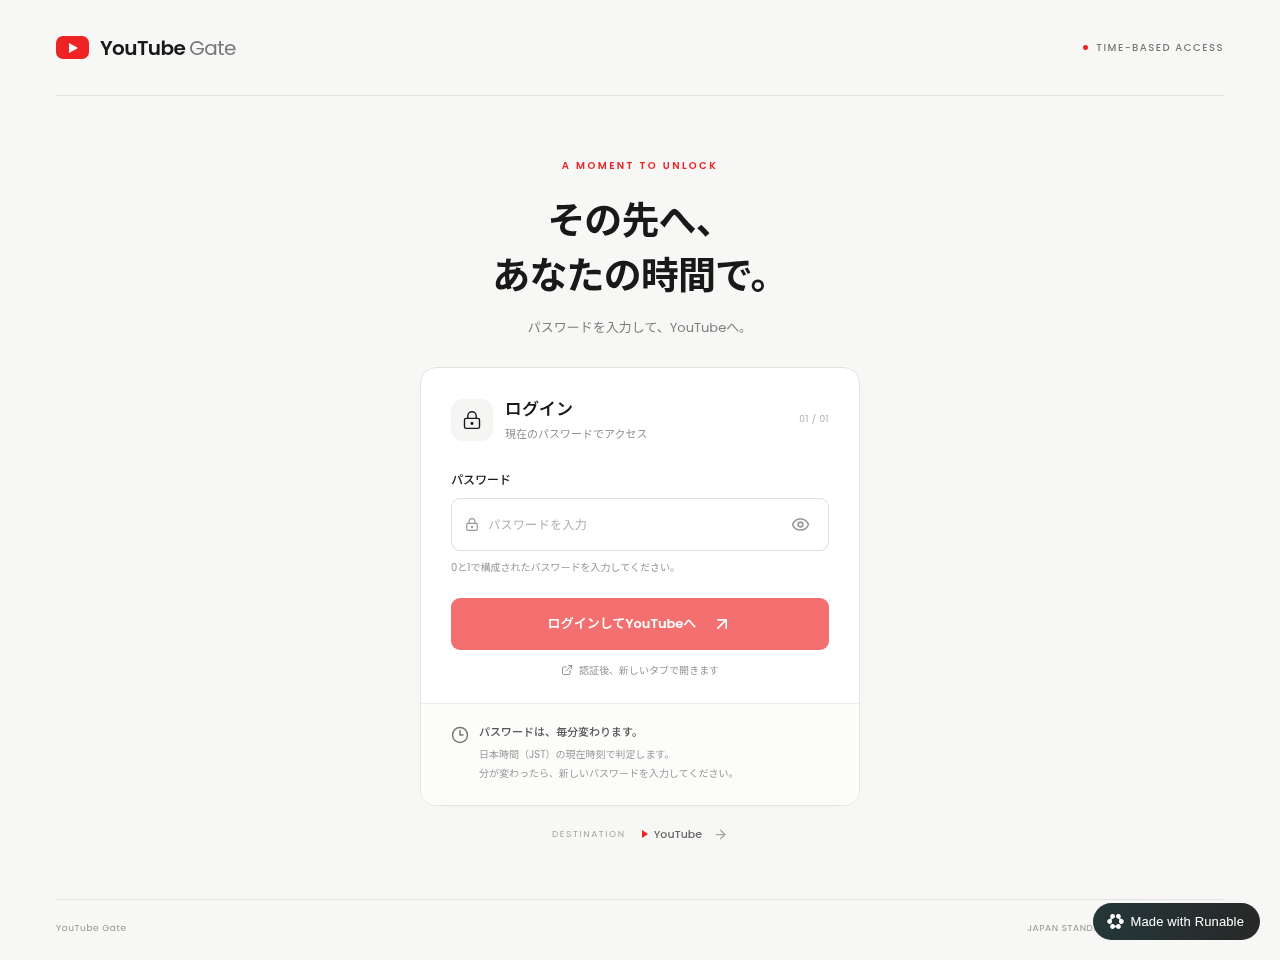 YouTube Gate
TIME-BASED ACCESS
A MOMENT TO UNLOCK
その先へ、
あなたの時間で。
パスワードを入力して、YouTubeへ。
ログイン
現在のパスワードでアクセス
01 / 01
パスワード
パスワードを入力
0と1で構成されたパスワードを入力してください。
ログインしてYouTubeへ
認証後、新しいタブで開きます
パスワードは、毎分変わります。
日本時間（JST）の現在時刻で判定します。
分が変わったら、新しいパスワードを入力してください。
DESTINATION YouTube
YouTube Gate
JAPAN
Made with Runable